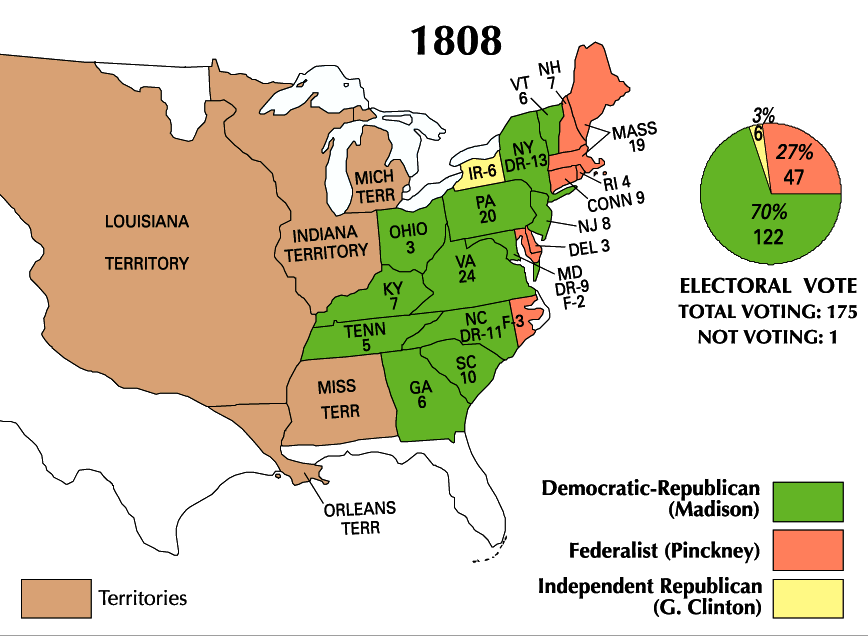 1808
VT
6
NH
7
MASS
19
RI 4
CONN 9
NJ 8
DEL 3
MD
DR-9
F-2
NY
DR-13
IR-6
PA
20
MICH
TERR
INDIANA
TERRITORY
OHIO
3
VA
24
KY
7
NC
DR-11
F-3
TENN
5
SC
10
GA
6
MISS
TERR
LOUISIANA
TERRITORY
ORLEANS
TERR
3%
6
27%
47
70%
122
ELECTORAL VOTE
TOTAL VOTING: 175
NOT VOTING: 1
Democratic-Republican
(Madison)
Federalist (Pinckney)
Independent Republican
(G. Clinton)
Territories